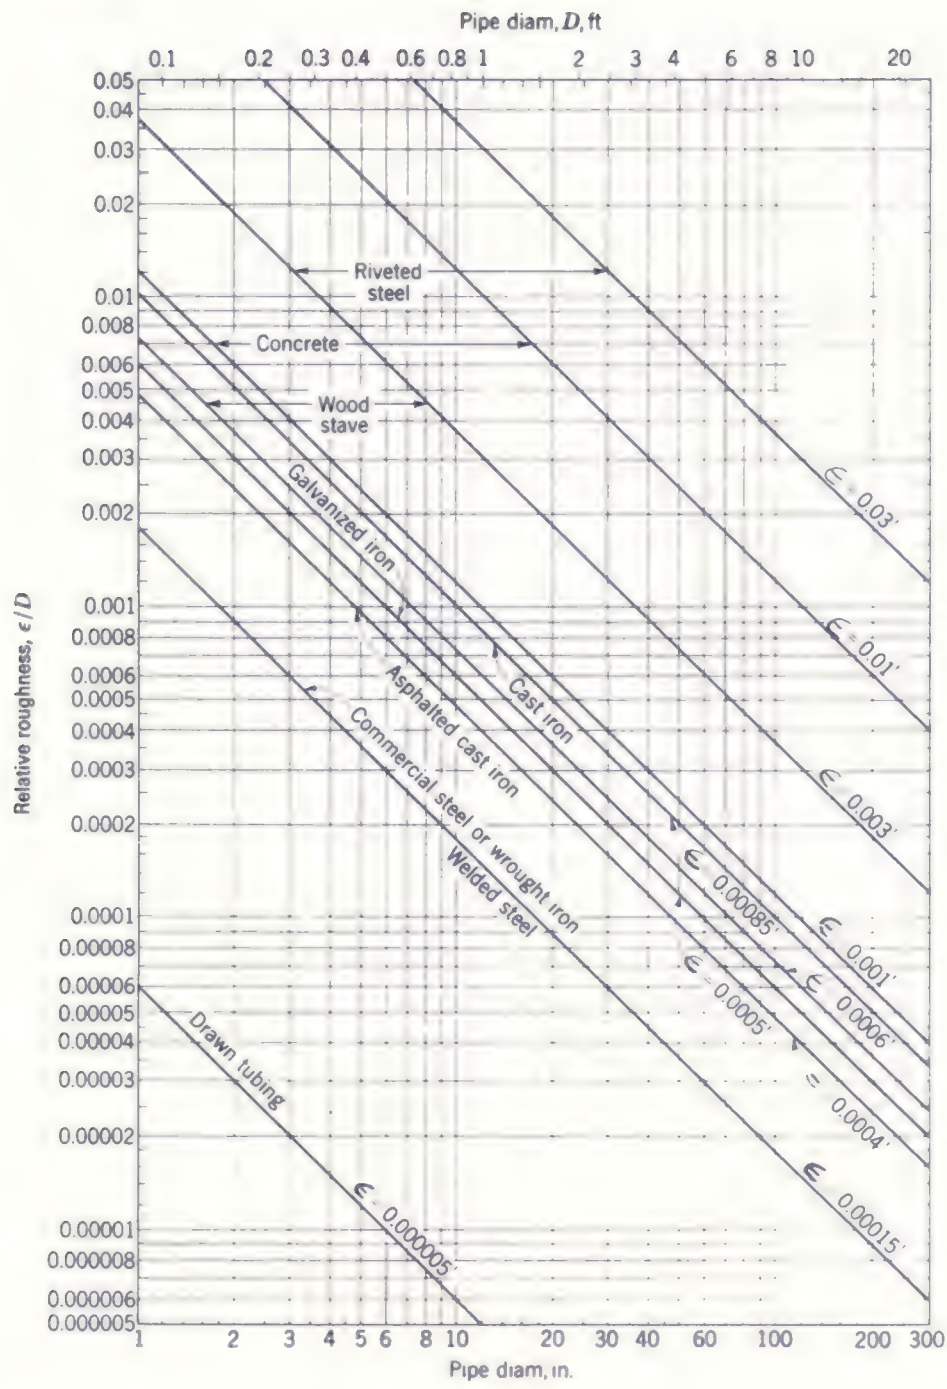 Pipe diam, D, ft
0.1 0.2 0.3 0.4 0.6 0.8 1 2 3 4 6 8 10 20
0.05
0.04
0.03
0.02
0.01
0.008
0.006
0.005
0.004
0.003
0.002
0.001
0.0008
0.0006
0.0005
0.0004
0.0003
0.0002
0.0001
0.00008
0.00006
0.00005
0.00004
0.00003
0.00002
0.00001
0.000008
0.000006
0.000005
Relative roughness, ϵ/D
Riveted
steel
Concrete
Wood
stave
Galvanized iron
Cast iron
Asphalted cast iron
Commercial steel or wrought iron
Welded steel
Drawn tubing
ϵ = 0.03'
ϵ = 0.01'
ϵ = 0.003'
ϵ = 0.00085'
ϵ 0.001'
ϵ 0.0006'
ϵ = 0.0005'
= 0.0004'
ϵ 0.00015'
ϵ = 0.000005'
1 2 3 4 5 6 8 10 20 30 40 60 100 200 300
Pipe diam, in.